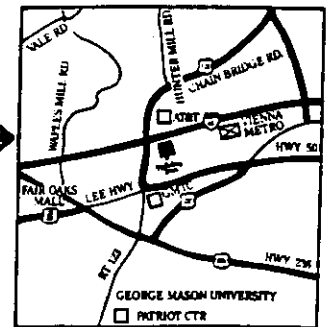 VALE RD
WAPLES MILL RD
HUNTER MILL RD
CHAIN BRIDGE RD.
AT&T
VIENNA
METRO
HWY 50
FAIR OAKS
MALL
LEE HWY
GMTC
RT 123
HWY 236
GEORGE MASON UNIVERSITY
PATRIOT CTR